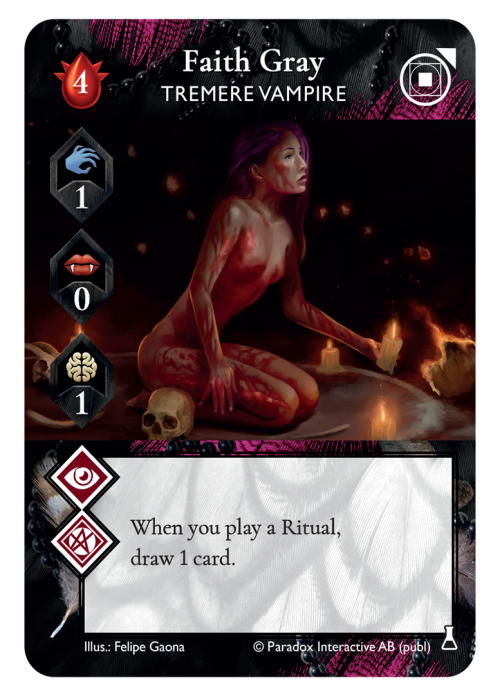 Faith Gray
4
TREMERE VAMPIRE
1
0
1
When you play a Ritual,
draw 1 card.
Illus.: Felipe Gaona
© Paradox Interactive AB (publ)